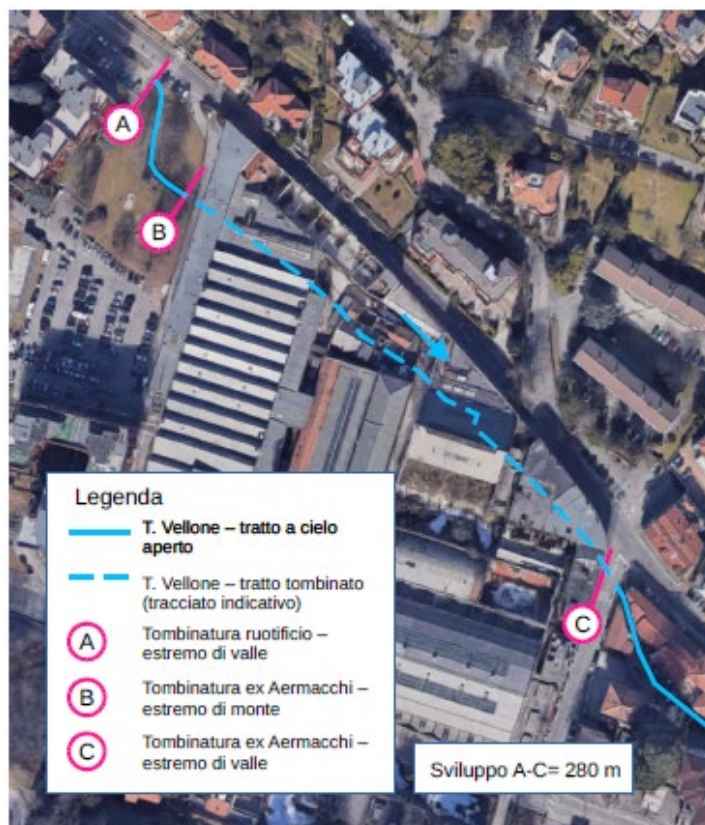 A
B
C
Legenda
T. Vellone – tratto a cielo
aperto
T. Vellone – tratto tombinato
(tracciato indicativo)
A
Tombinatura ruotificio –
estremo di valle
B
Tombinatura ex Aermacchi –
estremo di monte
C
Tombinatura ex Aermacchi –
estremo di valle
Sviluppo A-C= 280 m